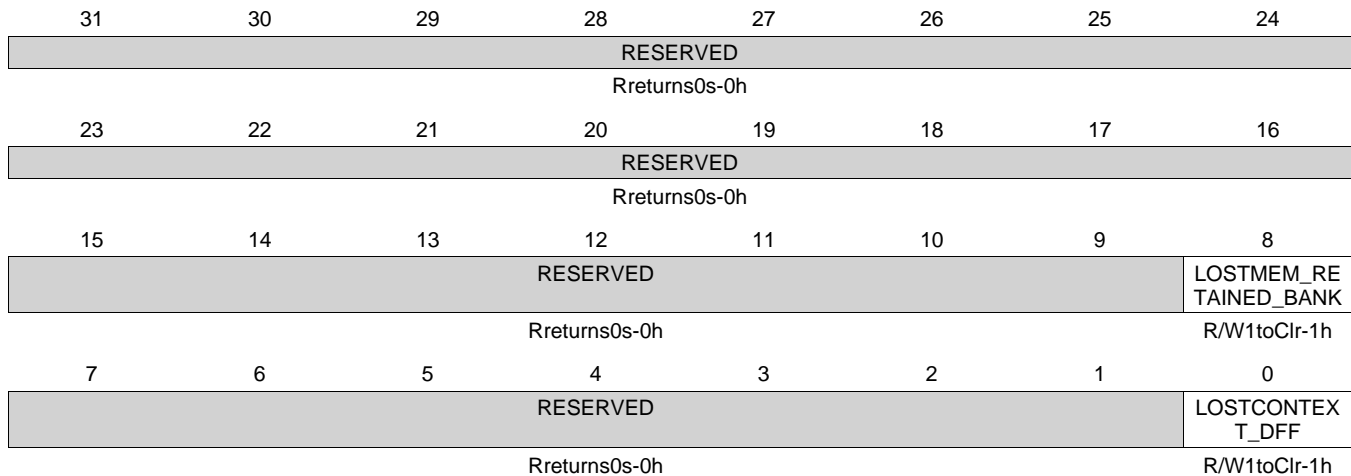 31 30 29 28 27 26 25 24
RESERVED
Rreturns0s-0h
23 22 21 20 19 18 17 16
RESERVED
Rreturns0s-0h
15 14 13 12 11 10 9 8
RESERVED LOSTMEM_RE
TAINED_BANK
Rreturns0s-0h R/W1toClr-1h
7 6 5 4 3 2 1 0
RESERVED LOSTCONTEX
T_DFF
Rreturns0s-0h R/W1toClr-1h